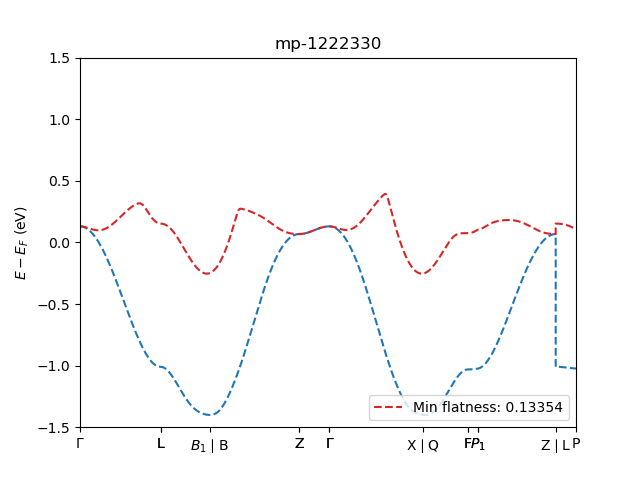 mp-1222330
E − E_F (eV)
1.5
1.0
0.5
0.0
−0.5
−1.0
−1.5
Min flatness: 0.13354
Γ L B₁ | B Z Γ X | Q F P₁ Z | L P